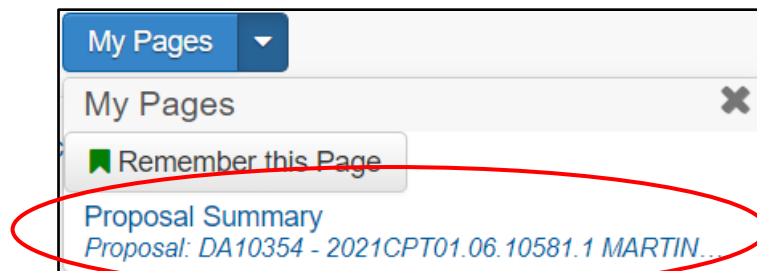 My Pages
My Pages
Remember this Page
Proposal Summary
Proposal: DA10354 - 2021CPT01.06.10581.1 MARTIN...